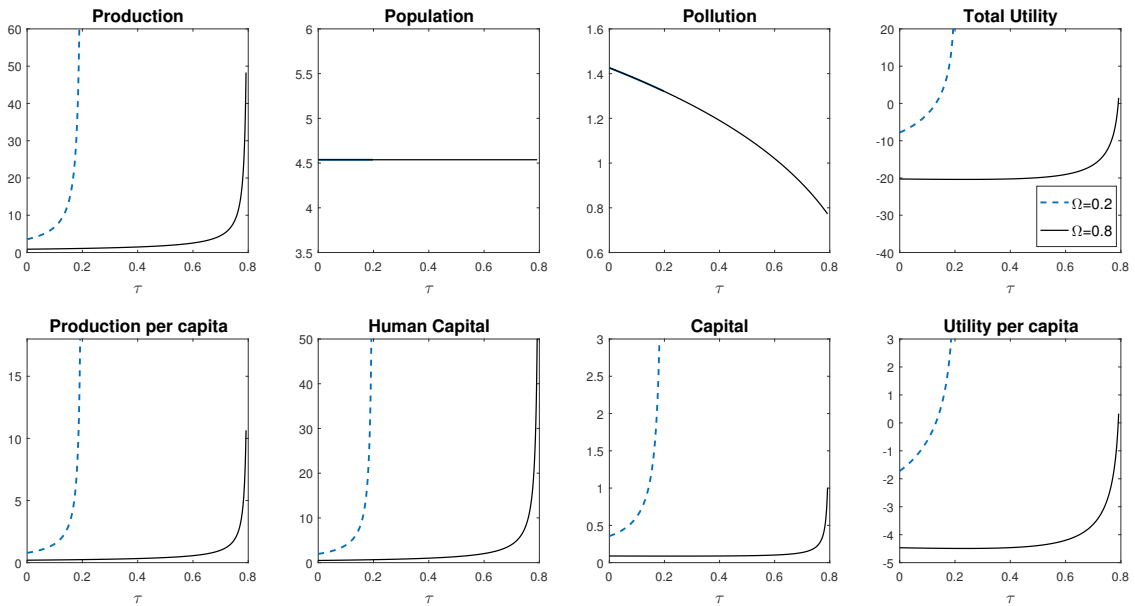 Production
60
50
40
30
20
10
0
0 0.2 0.4 0.6 0.8
τ
Population
6
5.5
5
4.5
4
3.5
0 0.2 0.4 0.6 0.8
τ
Pollution
1.6
1.4
1.2
1
0.8
0.6
0 0.2 0.4 0.6 0.8
τ
Total Utility
20
10
0
-10
-20
-30
-40
0 0.2 0.4 0.6 0.8
τ
Ω=0.2
Ω=0.8
Production per capita
15
10
5
0
0 0.2 0.4 0.6 0.8
τ
Human Capital
50
40
30
20
10
0
0 0.2 0.4 0.6 0.8
τ
Capital
3
2.5
2
1.5
1
0.5
0
0 0.2 0.4 0.6 0.8
τ
Utility per capita
3
2
1
0
-1
-2
-3
-4
-5
0 0.2 0.4 0.6 0.8
τ